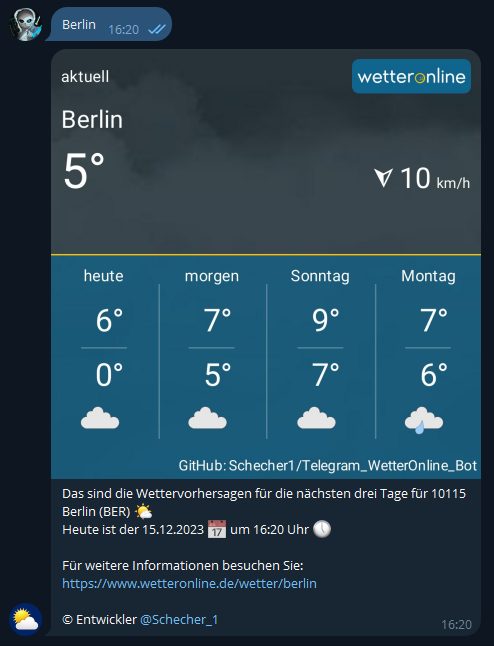 Berlin 16:20
aktuell wetteronline
Berlin
5° 10 km/h
heute morgen Sonntag Montag
6° 7° 9° 7°
0° 5° 7° 6°
GitHub: Schecher1/Telegram_WetterOnline_Bot
Das sind die Wettervorhersagen für die nächsten drei Tage für 10115
Berlin (BER) 🌤️
Heute ist der 15.12.2023 📅 um 16:20 Uhr 🕔
Für weitere Informationen besuchen Sie:
https://www.wetteronline.de/wetter/berlin
© Entwickler @Schecher_1 16:20